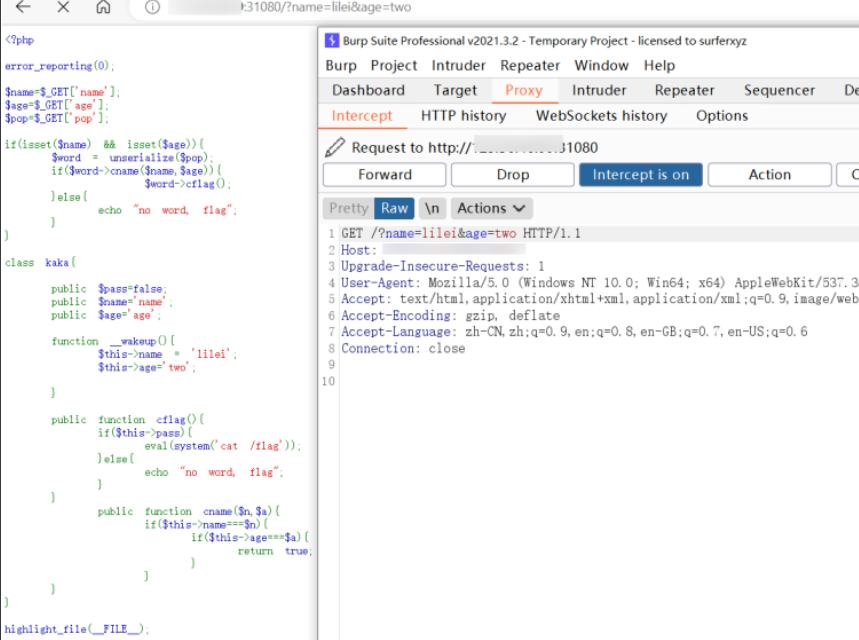 :31080/?name=lilei&age=two
<?php
error_reporting(0);
$name=$_GET['name'];
$age=$_GET['age'];
$pop=$_GET['pop'];
if(isset($name) && isset($age)){
$word = unserialize($pop);
if($word->cname($name,$age)){
$word->cflag();
}else{
echo "no word, flag";
}
}
class kaka{
public $pass=false;
public $name='name';
public $age='age';
function __wakeup(){
$this->name = 'lilei';
$this->age='two';
}
public function cflag(){
if($this->pass){
eval(system('cat /flag'));
}else{
echo "no word, flag";
}
}
public function cname($n,$a){
if($this->name===$n){
if($this->age===$a){
return true;
}
}
}
}
highlight_file(__FILE__);
Burp Suite Professional v2021.3.2 - Temporary Project - licensed to surferxyz
Burp Project Intruder Repeater Window Help
Dashboard Target Proxy Intruder Repeater Sequencer De
Intercept HTTP history WebSockets history Options
Request to http:// 31080
Forward Drop Intercept is on Action
Pretty Raw \n Actions
1 GET /?name=lilei&age=two HTTP/1.1
2 Host:
3 Upgrade-Insecure-Requests: 1
4 User-Agent: Mozilla/5.0 (Windows NT 10.0; Win64; x64) AppleWebKit/537.3
5 Accept: text/html,application/xhtml+xml,application/xml;q=0.9,image/web
6 Accept-Encoding: gzip, deflate
7 Accept-Language: zh-CN,zh;q=0.9,en;q=0.8,en-GB;q=0.7,en-US;q=0.6
8 Connection: close
9
10